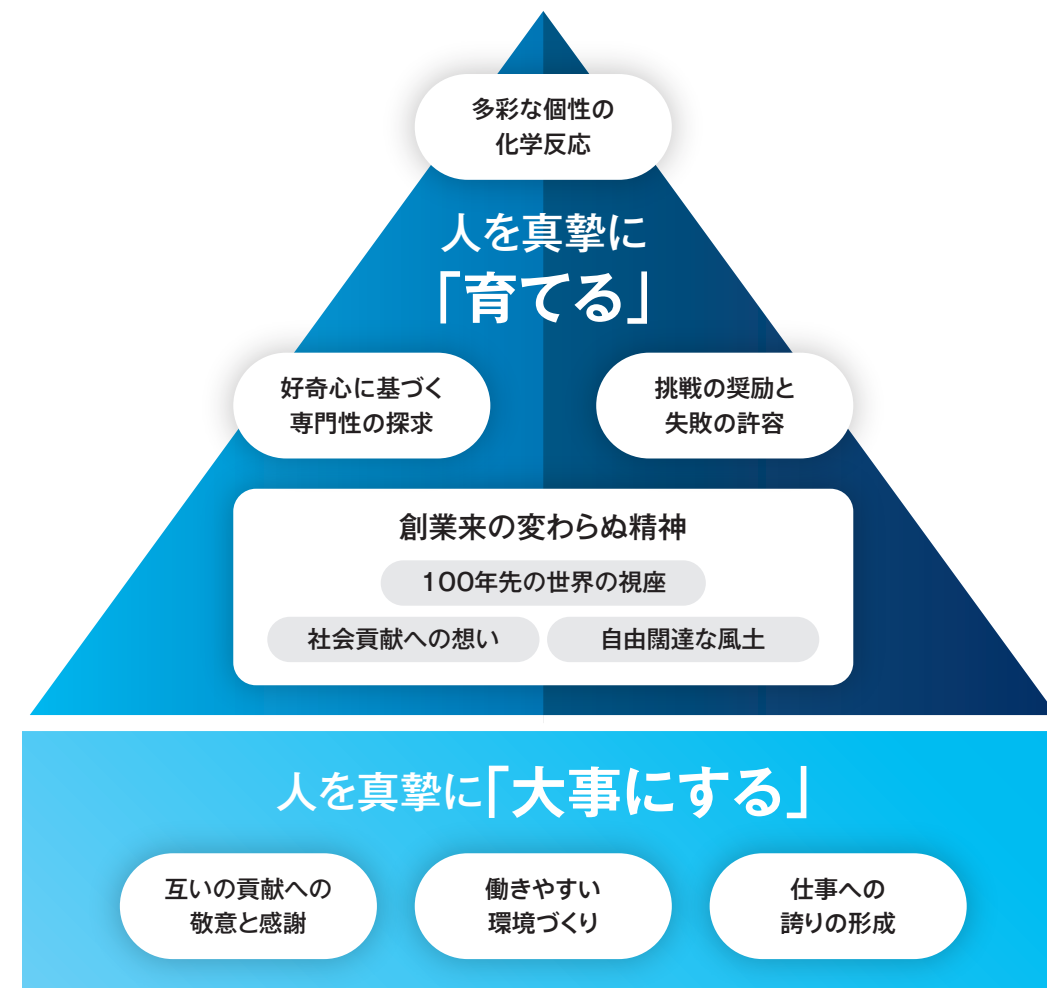 多彩な個性の
化学反応
人を真摯に
「育てる」
好奇心に基づく
専門性の探求
挑戦の奨励と
失敗の許容
創業来の変わらぬ精神
100年先の世界の視座
社会貢献への想い
自由闊達な風土
人を真摯に「大事にする」
互いの貢献への
敬意と感謝
働きやすい
環境づくり
仕事への
誇りの形成